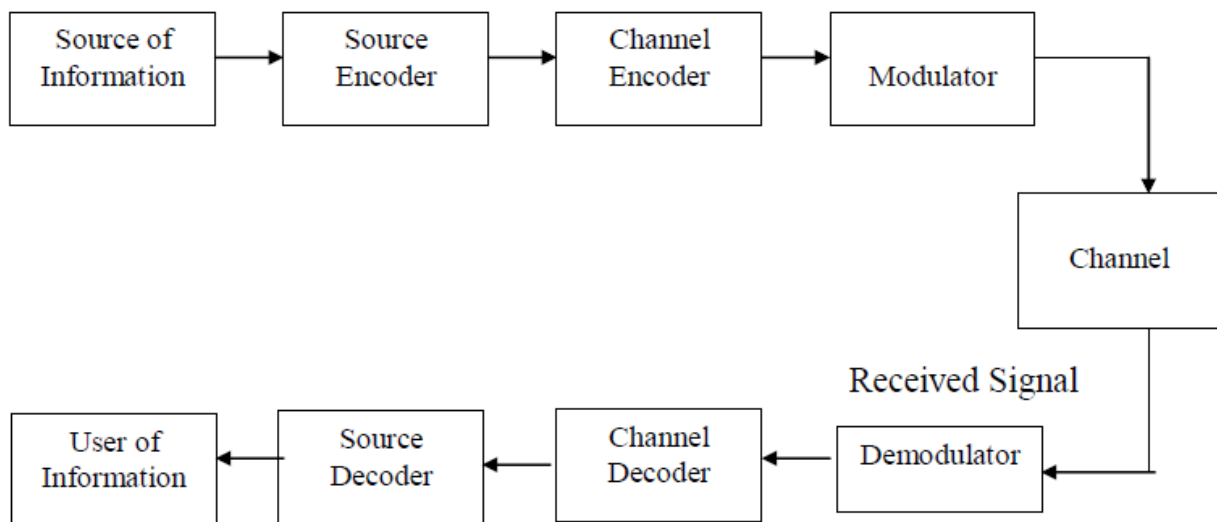 Source of
Information
Source
Encoder
Channel
Encoder
Modulator
Channel
Received Signal
User of
Information
Source
Decoder
Channel
Decoder
Demodulator